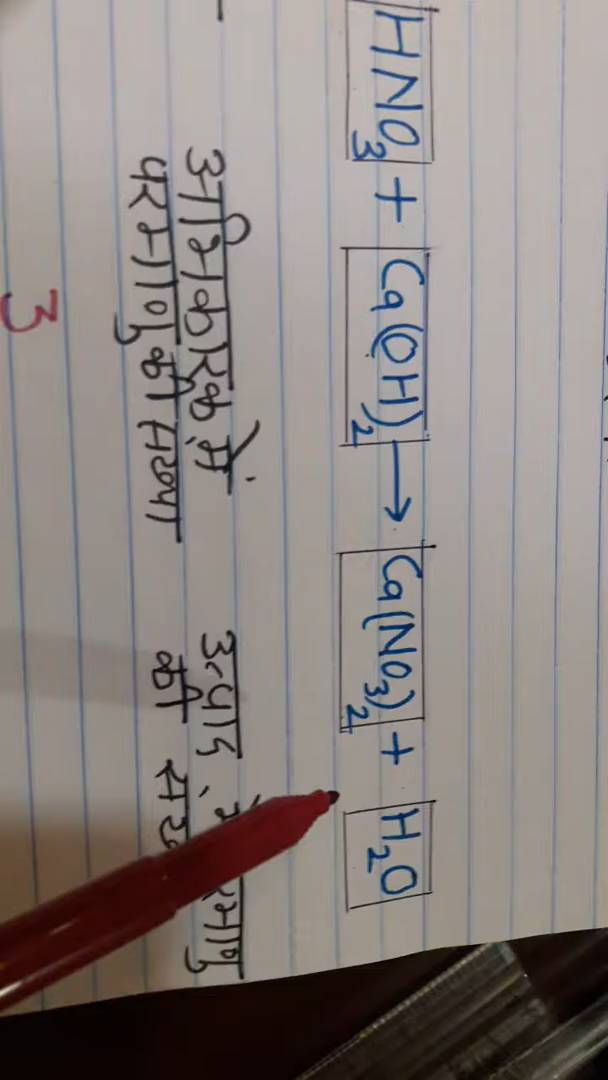 HNO₃ + Ca(OH)₂ → Ca(NO₃)₂ + H₂O
अभिकारक में
परमाणु की संख्या
उत्पाद में
की
3